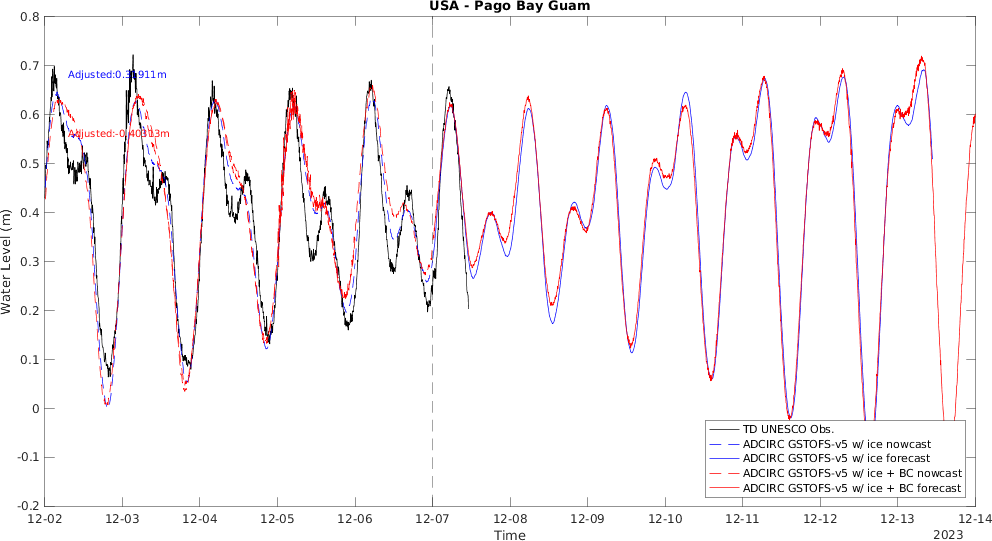 USA - Pago Bay Guam
0.8
0.7
0.6
0.5
0.4
0.3
0.2
0.1
0
-0.1
-0.2
Water Level (m)
12-02 12-03 12-04 12-05 12-06 12-07 12-08 12-09 12-10 12-11 12-12 12-13 12-14
Time
2023
TD UNESCO Obs.
ADCIRC GSTOFS-v5 w/ ice nowcast
ADCIRC GSTOFS-v5 w/ ice forecast
ADCIRC GSTOFS-v5 w/ ice + BC nowcast
ADCIRC GSTOFS-v5 w/ ice + BC forecast